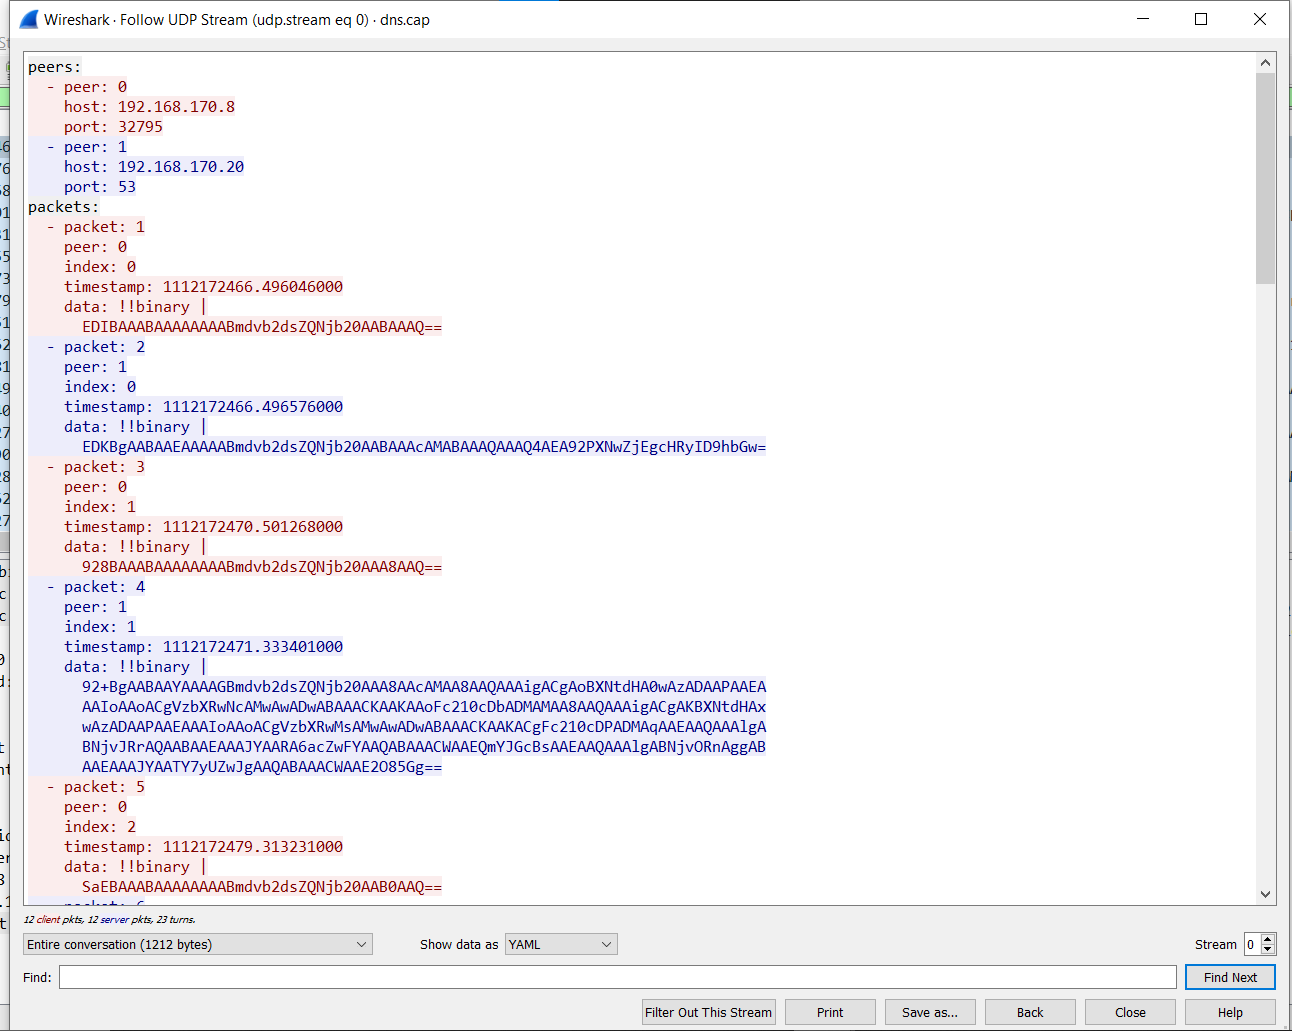 Wireshark · Follow UDP Stream (udp.stream eq 0) · dns.cap
peers:
- peer: 0
host: 192.168.170.8
port: 32795
- peer: 1
host: 192.168.170.20
port: 53
packets:
- packet: 1
peer: 0
index: 0
timestamp: 1112172466.496046000
data: !!binary |
EDIBAAABAAAAAAAABmdvb2dsZQNjb20AABAAAQ==
- packet: 2
peer: 1
index: 0
timestamp: 1112172466.496576000
data: !!binary |
EDKBgAABAAEAAAAABmdvb2dsZQNjb20AABAAAcAMABAAAQAAAQ4AEA92PXNwZjEgcHRyID9hbGw=
- packet: 3
peer: 0
index: 1
timestamp: 1112172470.501268000
data: !!binary |
928BAAABAAAAAAAABmdvb2dsZQNjb20AAA8AAQ==
- packet: 4
peer: 1
index: 1
timestamp: 1112172471.333401000
data: !!binary |
92+BgAABAAYAAAAGBmdvb2dsZQNjb20AAA8AAcAMAA8AAQAAAigACgAoBXNtdHA0wAzADAAPAAEA
AAIoAAoACgVzbXRwNcAMwAwADwABAAACKAAKAAoFc210cDbADMAMAA8AAQAAAigACgAKBXNtdHAx
wAzADAAPAAEAAAIoAAoACgVzbXRwMsAMwAwADwABAAACKAAKACgFc210cDPADMAqAAEAAQAAAlgA
BNjvJRrAQAABAAEAAAJYAARA6acZwFYAAQABAAACWAAEQmYJGcBsAAEAAQAAAlgABNjvORnAggAB
AAEAAAJYAATY7yUZwJgAAQABAAACWAAE2O85Gg==
- packet: 5
peer: 0
index: 2
timestamp: 1112172479.313231000
data: !!binary |
SaEBAAABAAAAAAAABmdvb2dsZQNjb20AAB0AAQ==
12 client pkts, 12 server pkts, 23 turns.
Entire conversation (1212 bytes)
Show data as YAML
Stream 0
Find:
Find Next
Filter Out This Stream
Print
Save as...
Back
Close
Help